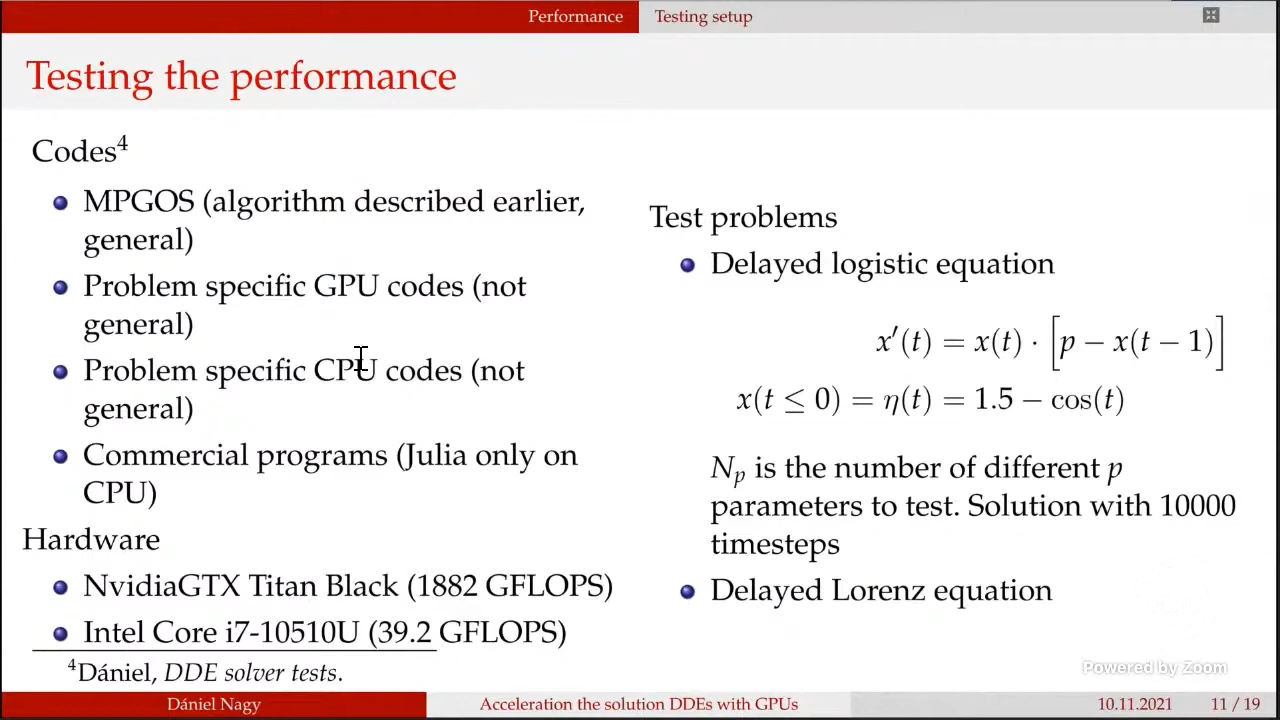 Performance Testing setup
Testing the performance
Codes⁴
MPGOS (algorithm described earlier,
general)
Problem specific GPU codes (not
general)
Problem specific CPU codes (not
general)
Commercial programs (Julia only on
CPU)
Hardware
NvidiaGTX Titan Black (1882 GFLOPS)
Intel Core i7-10510U (39.2 GFLOPS)
⁴Dániel, DDE solver tests.
Test problems
Delayed logistic equation
x′(t) = x(t) · [p − x(t − 1)]
x(t ≤ 0) = η(t) = 1.5 − cos(t)
Nₚ is the number of different p
parameters to test. Solution with 10000
timesteps
Delayed Lorenz equation
Powered by Zoom
Dániel Nagy Acceleration the solution DDEs with GPUs 10.11.2021 11 / 19